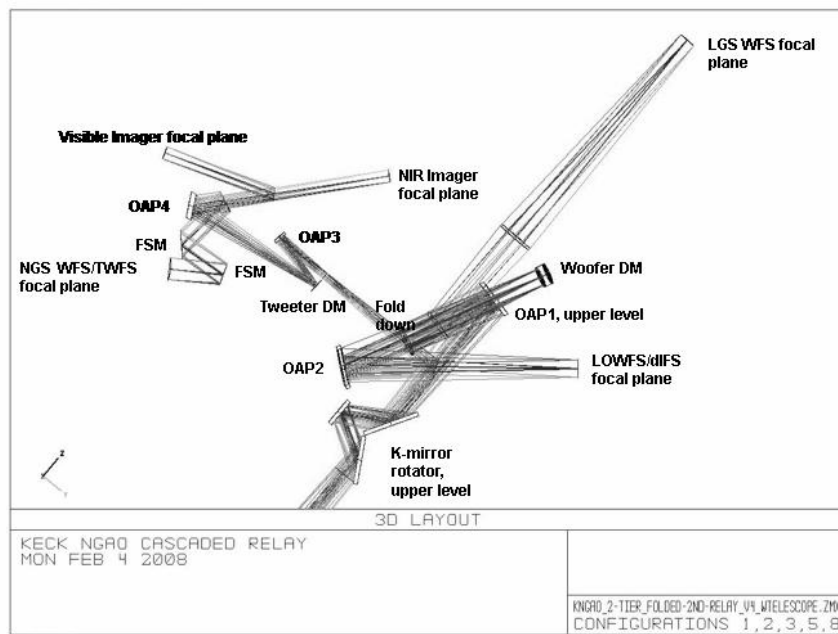 LGS WFS focal
plane
Visible Imager focal plane
NIR Imager
focal plane
OAP4
OAP3
FSM
NGS WFS/TWFS
focal plane
FSM
Woofer DM
Tweeter DM
Fold
down
OAP1, upper level
OAP2
LOWFS/dIFS
focal plane
K-mirror
rotator,
upper level
Z
Y
3D LAYOUT
KECK NGAO CASCADED RELAY
MON FEB 4 2008
KNGAO_2-TIER_FOLDED-2ND-RELAY_V4_WTELESCOPE.ZMX
CONFIGURATIONS 1,2,3,5,8